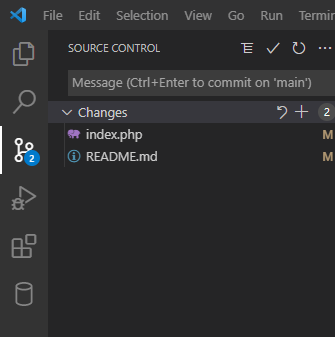 File Edit Selection View Go Run Termin
SOURCE CONTROL
Message (Ctrl+Enter to commit on 'main')
Changes 2
index.php M
README.md M
2